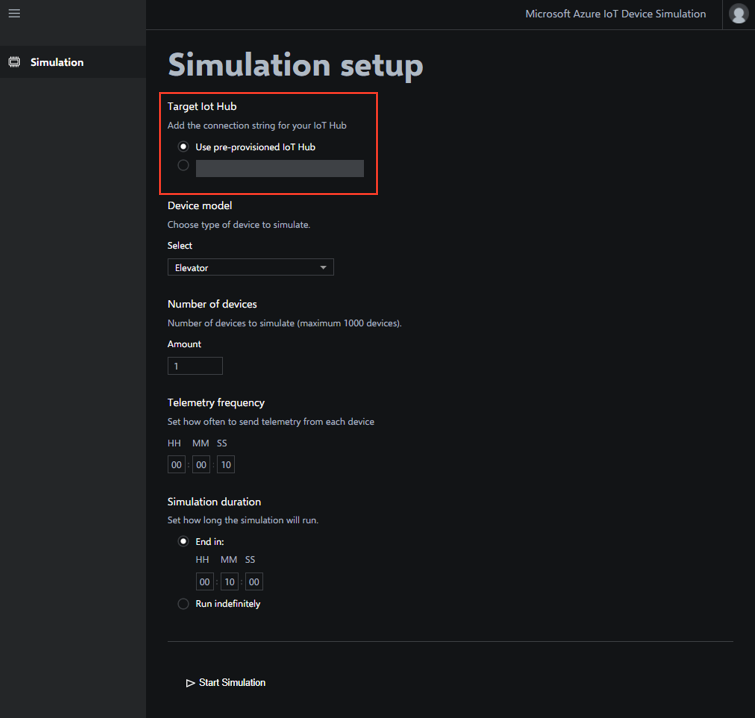 Microsoft Azure IoT Device Simulation
Simulation
Simulation setup
Target Iot Hub
Add the connection string for your IoT Hub
Use pre-provisioned IoT Hub
Device model
Choose type of device to simulate.
Select
Elevator
Number of devices
Number of devices to simulate (maximum 1000 devices).
Amount
1
Telemetry frequency
Set how often to send telemetry from each device
HH MM SS
00 : 00 : 10
Simulation duration
Set how long the simulation will run.
End in:
HH MM SS
00 : 10 : 00
Run indefinitely
Start Simulation